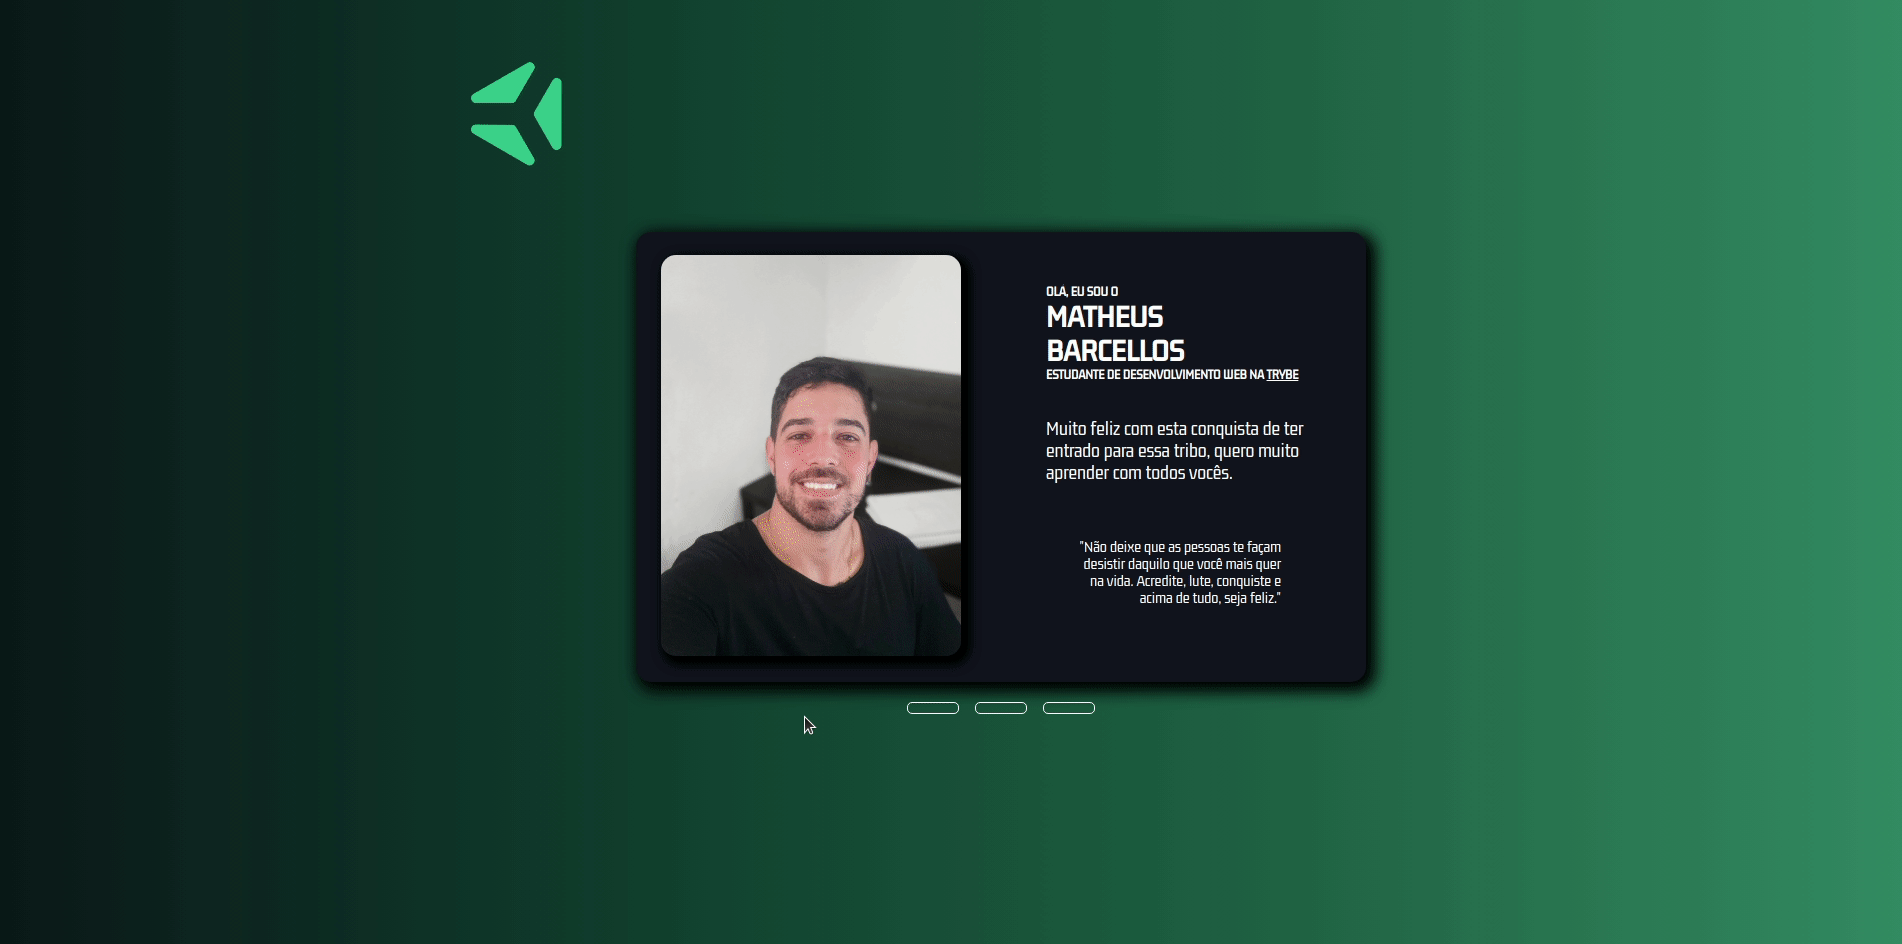 OLÁ, EU SOU O
MATHEUS
BARCELLOS
ESTUDANTE DE DESENVOLVIMENTO WEB NA TRYBE
Muito feliz com esta conquista de ter
entrado para essa tribo, quero muito
aprender com todos vocês.
"Não deixe que as pessoas te façam
desistir daquilo que você mais quer
na vida. Acredite, lute, conquiste e
acima de tudo, seja feliz."